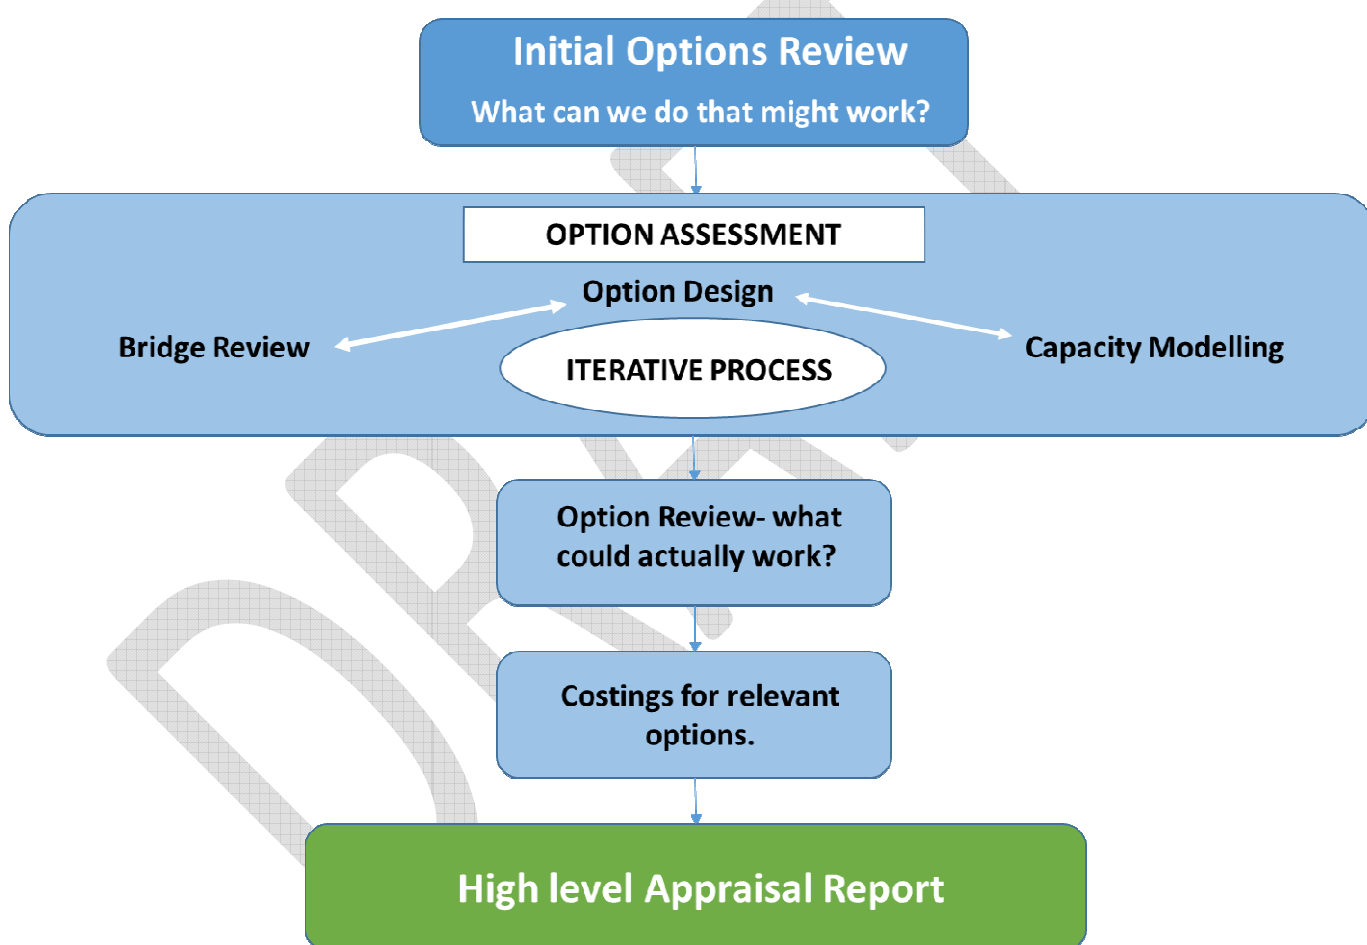 Initial Options Review
What can we do that might work?
OPTION ASSESSMENT
Option Design
Bridge Review
Capacity Modelling
ITERATIVE PROCESS
Option Review- what
could actually work?
Costings for relevant
options.
High level Appraisal Report
DRAFT